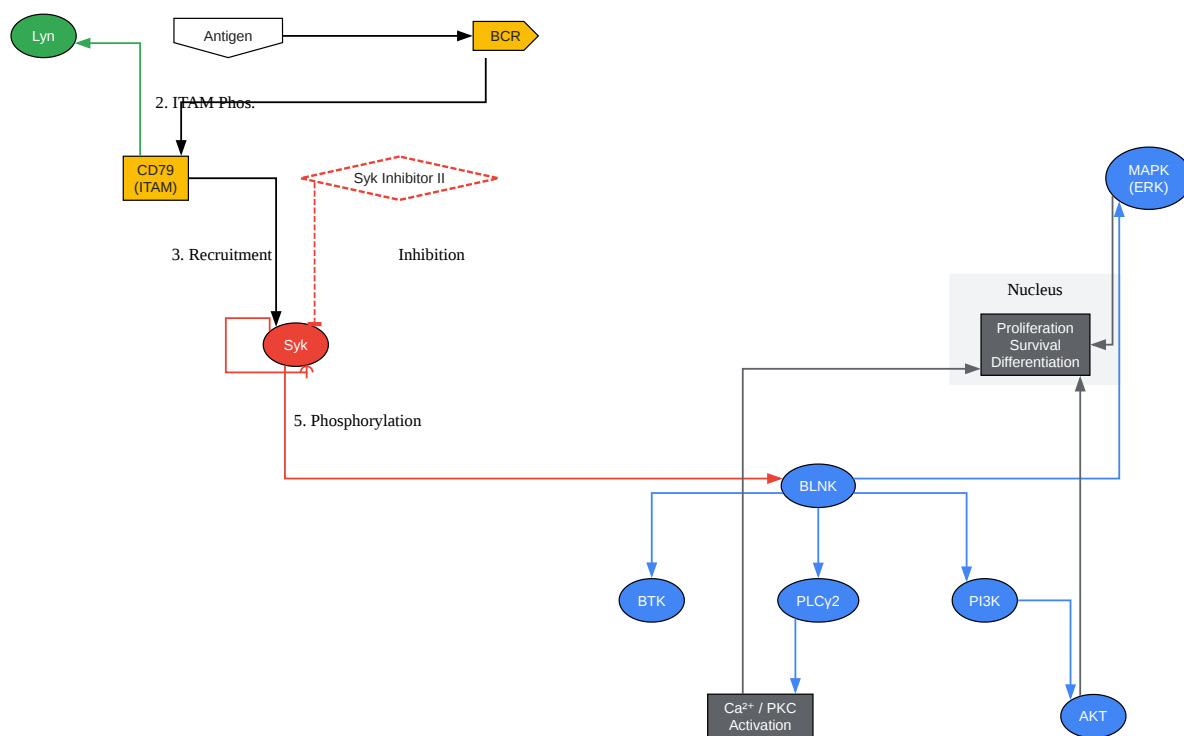 Lyn
Antigen
BCR
2. ITAM Phos.
CD79
(ITAM)
Syk Inhibitor II
MAPK
(ERK)
3. Recruitment
Inhibition
Nucleus
Proliferation
Survival
Differentiation
Syk
5. Phosphorylation
BLNK
BTK
PLCγ2
PI3K
Ca²⁺ / PKC
Activation
AKT